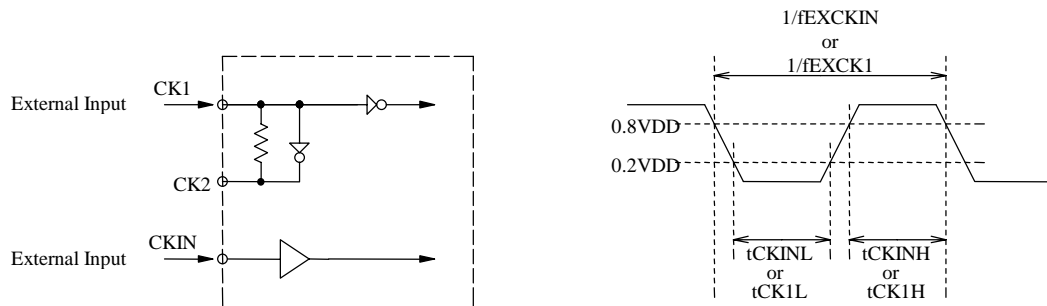 External Input
CK1
CK2
External Input
CKIN
1/fEXCKIN
or
1/fEXCK1
0.8VDD
0.2VDD
tCKINL
or
tCK1L
tCKINH
or
tCK1H